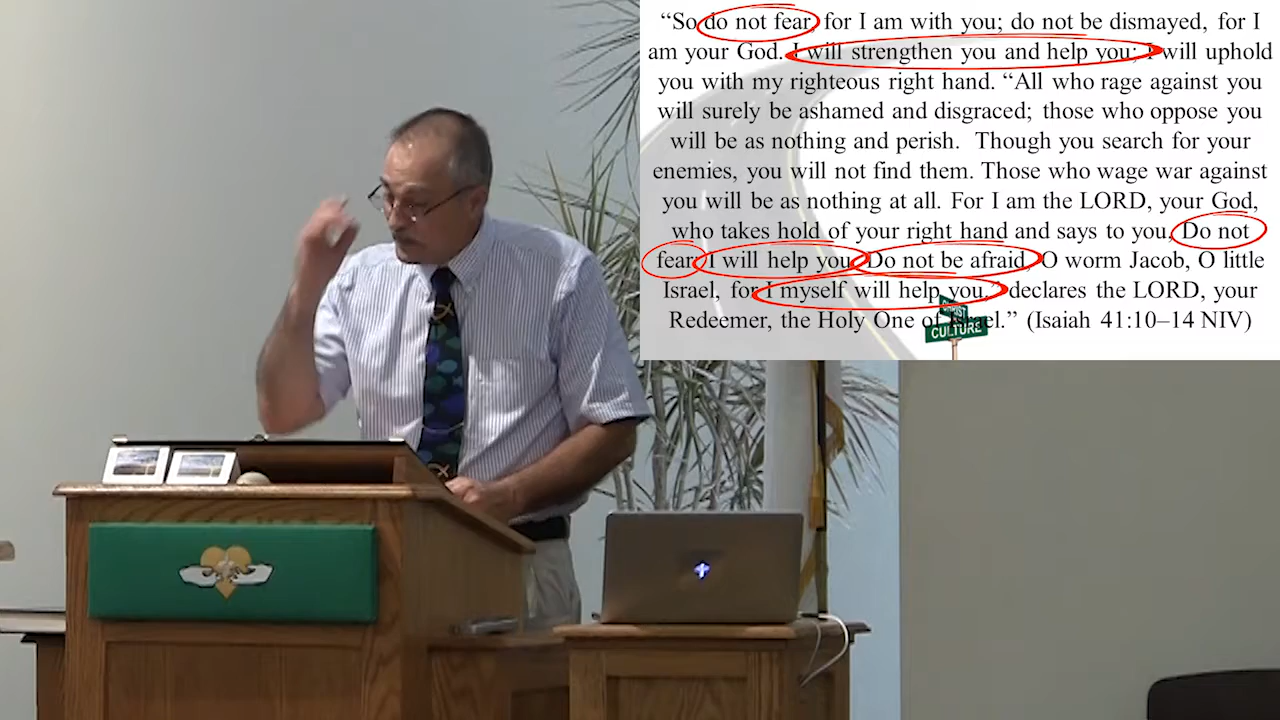 “So do not fear, for I am with you; do not be dismayed, for I
am your God. I will strengthen you and help you; I will uphold
you with my righteous right hand. “All who rage against you
will surely be ashamed and disgraced; those who oppose you
will be as nothing and perish.  Though you search for your
enemies, you will not find them. Those who wage war against
you will be as nothing at all. For I am the LORD, your God,
who takes hold of your right hand and says to you, Do not
fear; I will help you. Do not be afraid, O worm Jacob, O little
Israel, for I myself will help you,” declares the LORD, your
Redeemer, the Holy One of Israel.” (Isaiah 41:10–14 NIV)
CHRIST
CULTURE